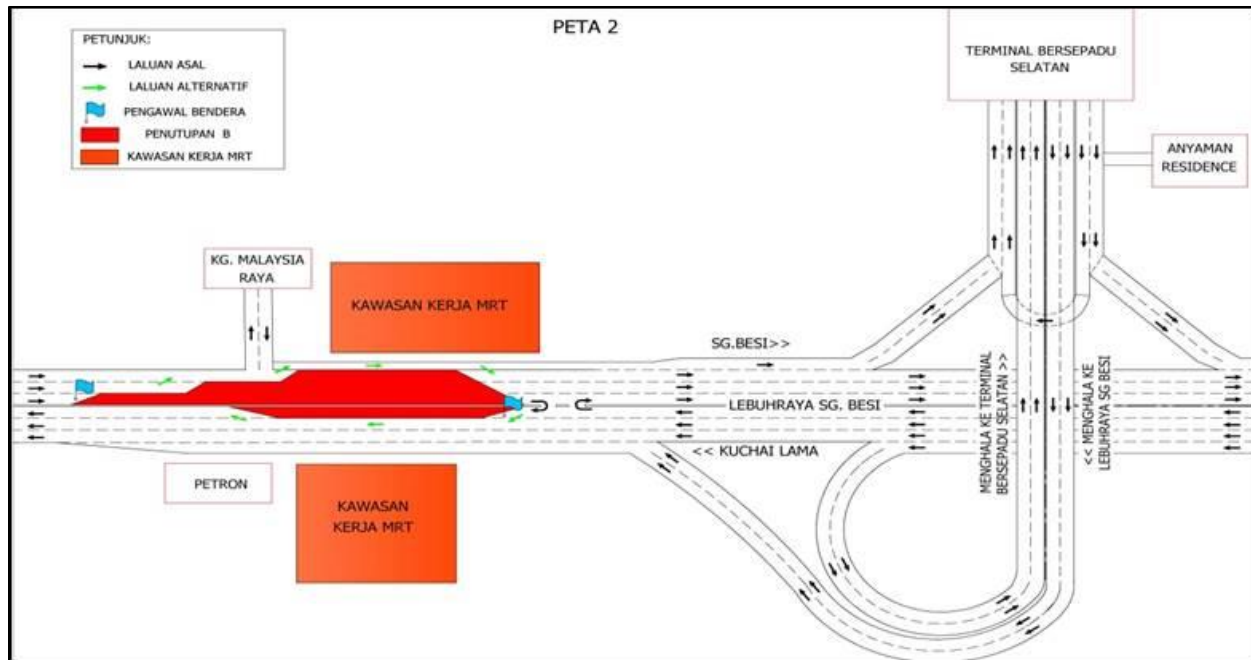 PETA 2
PETUNJUK:
LALUAN ASAL
LALUAN ALTERNATIF
PENGAWAL BENDERA
PENUTUPAN B
KAWASAN KERJA MRT
TERMINAL BERSEPADU
SELATAN
ANYAMAN
RESIDENCE
KG. MALAYSIA
RAYA
KAWASAN KERJA MRT
SG.BESI>>
LEBUHRAYA SG. BESI
MENGHALA KE TERMINAL
BERSEPADU SELATAN >>
<< MENGHALA KE
LEBUHRAYA SG BESI
<< KUCHAI LAMA
PETRON
KAWASAN
KERJA MRT